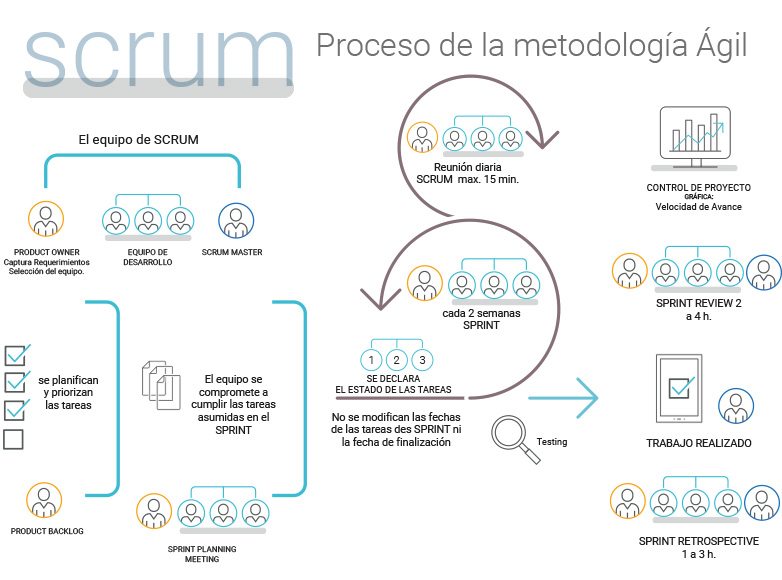 scrum
Proceso de la metodología Ágil
El equipo de SCRUM
PRODUCT OWNER
Captura Requerimientos
Selección del equipo.
EQUIPO DE
DESARROLLO
SCRUM MASTER
se planifican
y priorizan
las tareas
PRODUCT BACKLOG
El equipo se
compromete a
cumplir las tareas
asumidas en el
SPRINT
SPRINT PLANNING
MEETING
Reunión diaria
SCRUM max. 15 min.
cada 2 semanas
SPRINT
1 2 3
SE DECLARA
EL ESTADO DE LAS TAREAS
No se modifican las fechas
de las tareas des SPRINT ni
la fecha de finalización
Testing
CONTROL DE PROYECTO
GRÁFICA:
Velocidad de Avance
SPRINT REVIEW 2
a 4 h.
TRABAJO REALIZADO
SPRINT RETROSPECTIVE
1 a 3 h.